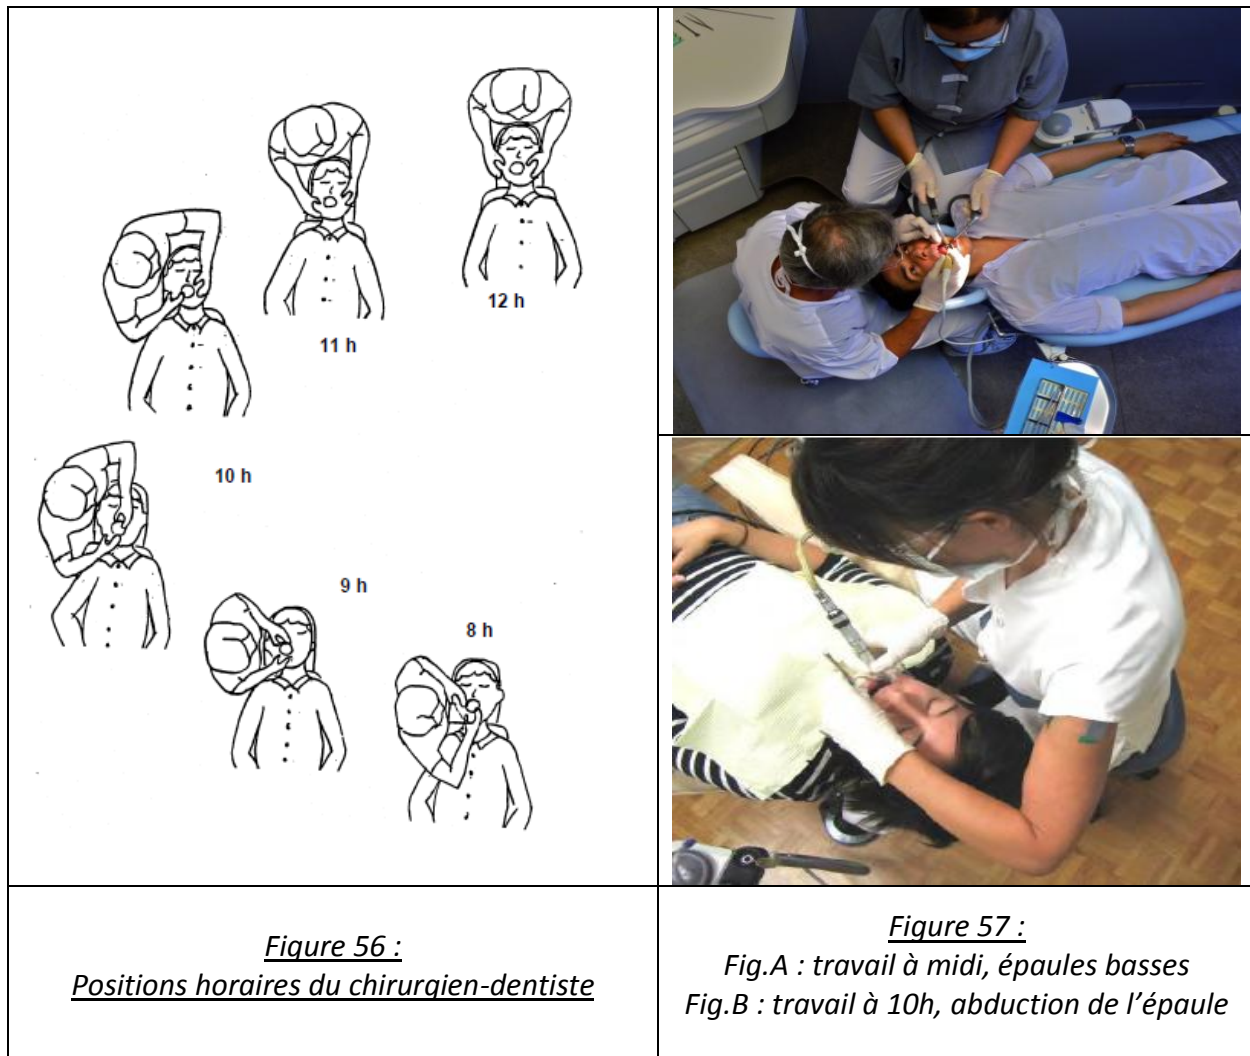 12 h
11 h
10 h
9 h
8 h
Figure 56 :
Positions horaires du chirurgien-dentiste
Figure 57 :
Fig.A : travail à midi, épaules basses
Fig.B : travail à 10h, abduction de l’épaule